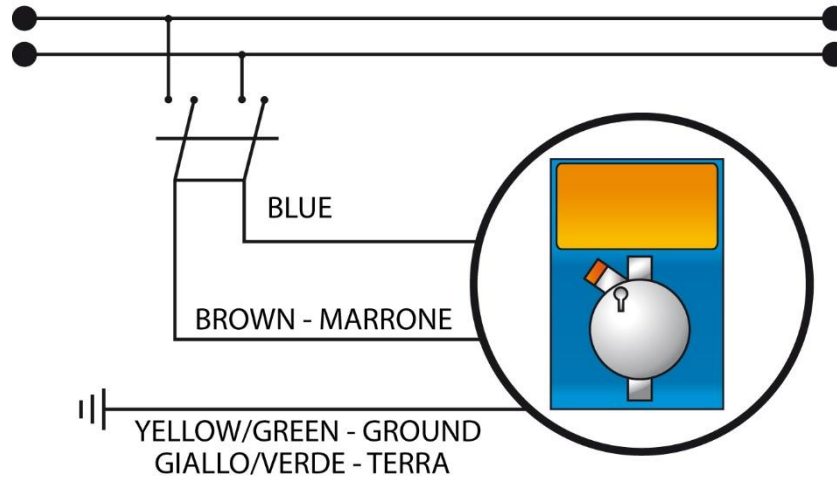 BLUE
BROWN - MARRONE
YELLOW/GREEN - GROUND
GIALLO/VERDE - TERRA